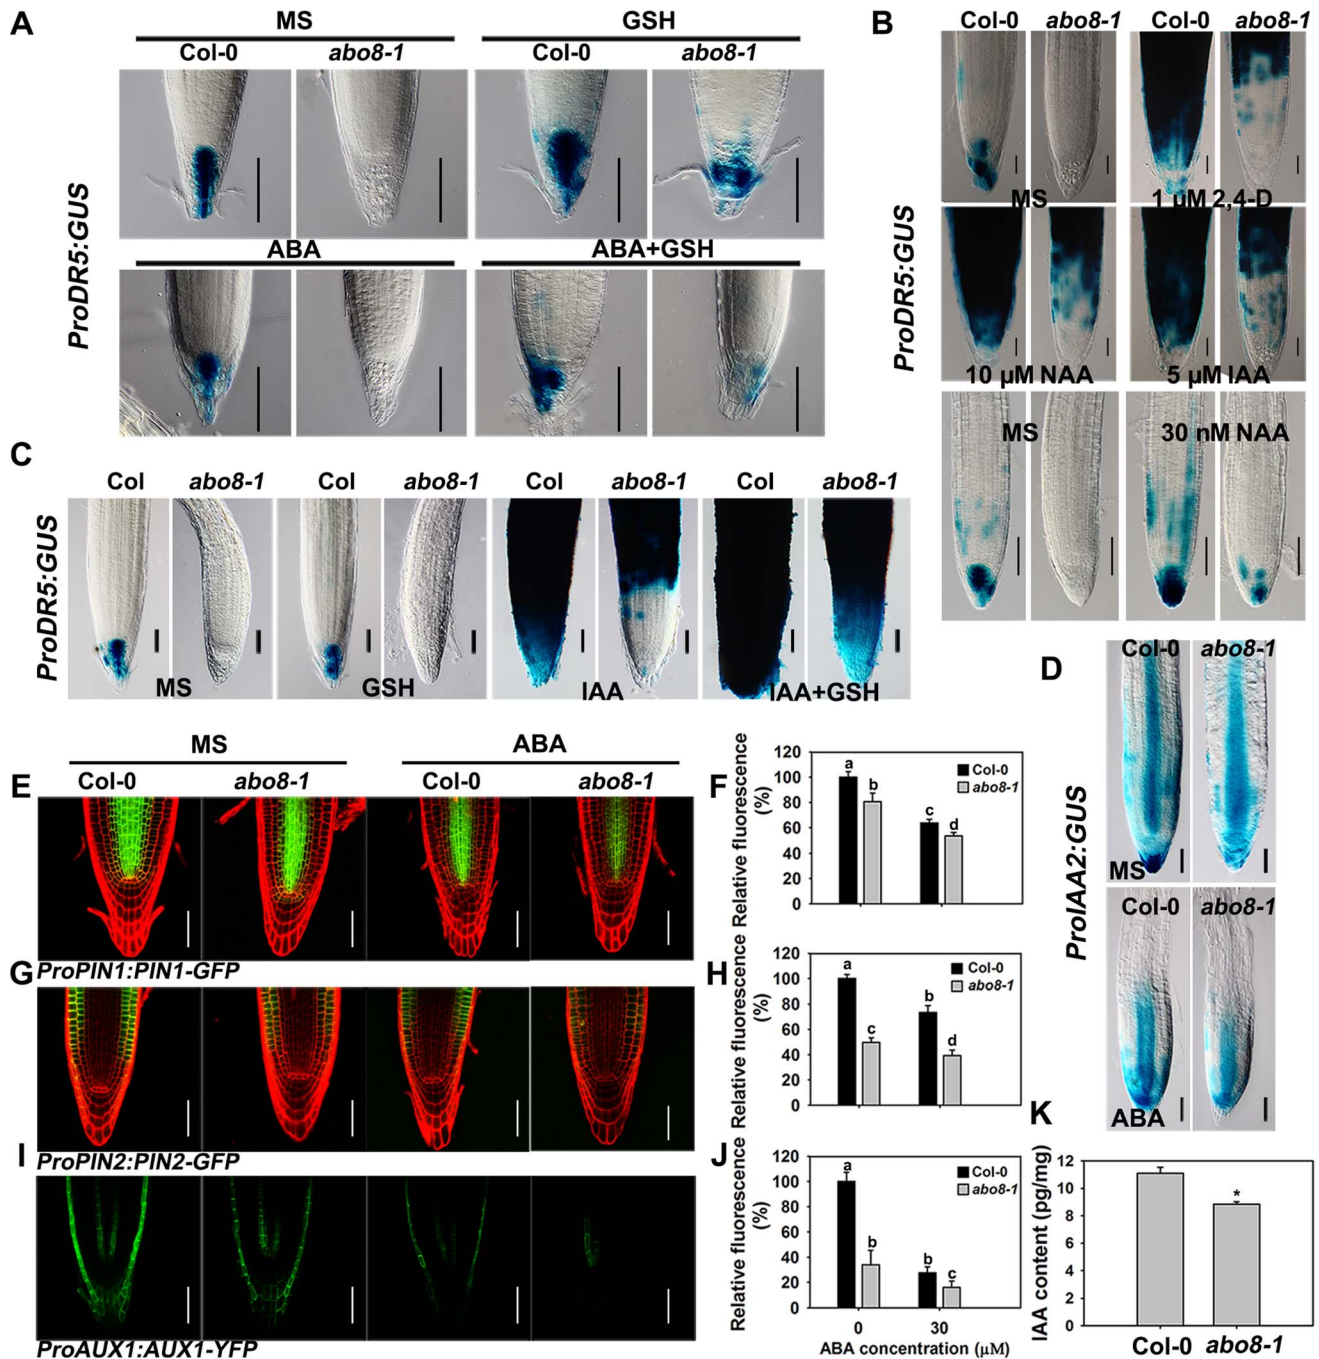 A
MS
GSH
Col-0 abo8-1 Col-0 abo8-1
ProDR5:GUS
ABA
ABA+GSH
B
Col-0 abo8-1 Col-0 abo8-1
ProDR5:GUS
MS
1 µM 2,4-D
10 µM NAA
5 µM IAA
MS
30 nM NAA
C
Col abo8-1 Col abo8-1 Col abo8-1 Col abo8-1
ProDR5:GUS
MS
GSH
IAA
IAA+GSH
D
Col-0 abo8-1
ProIAA2:GUS
MS
Col-0 abo8-1
ABA
MS
ABA
E
Col-0 abo8-1 Col-0 abo8-1
ProPIN1:PIN1-GFP
F
Relative fluorescence
(%)
120
100
80
60
40
20
0
a
b
c
d
Col-0
abo8-1
G
ProPIN2:PIN2-GFP
H
Relative fluorescence
(%)
120
100
80
60
40
20
0
a
c
b
d
Col-0
abo8-1
I
ProAUX1:AUX1-YFP
J
Relative fluorescence
(%)
120
100
80
60
40
20
0
a
b
b
c
Col-0
abo8-1
0 30
ABA concentration (µM)
K
IAA content (pg/mg)
12
10
8
6
4
2
0
*
Col-0 abo8-1